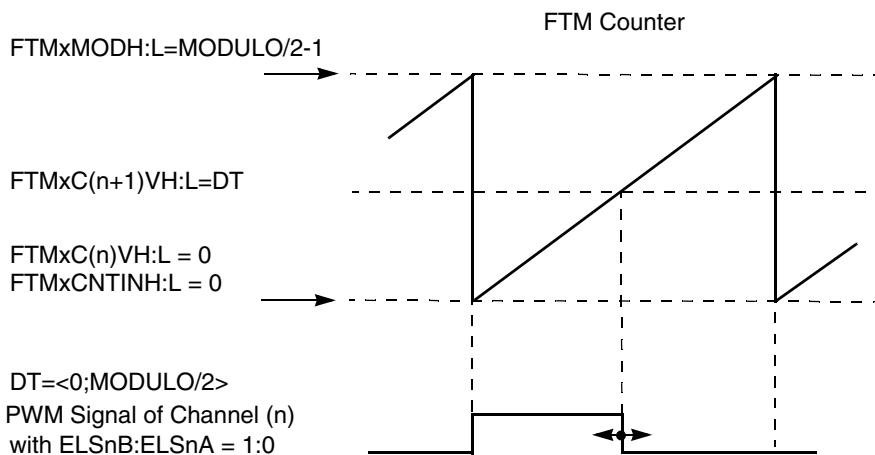 FTM Counter
FTMxMODH:L=MODULO/2-1
FTMxC(n+1)VH:L=DT
FTMxC(n)VH:L = 0
FTMxCNTINH:L = 0
DT=<0;MODULO/2>
PWM Signal of Channel (n)
with ELSnB:ELSnA = 1:0